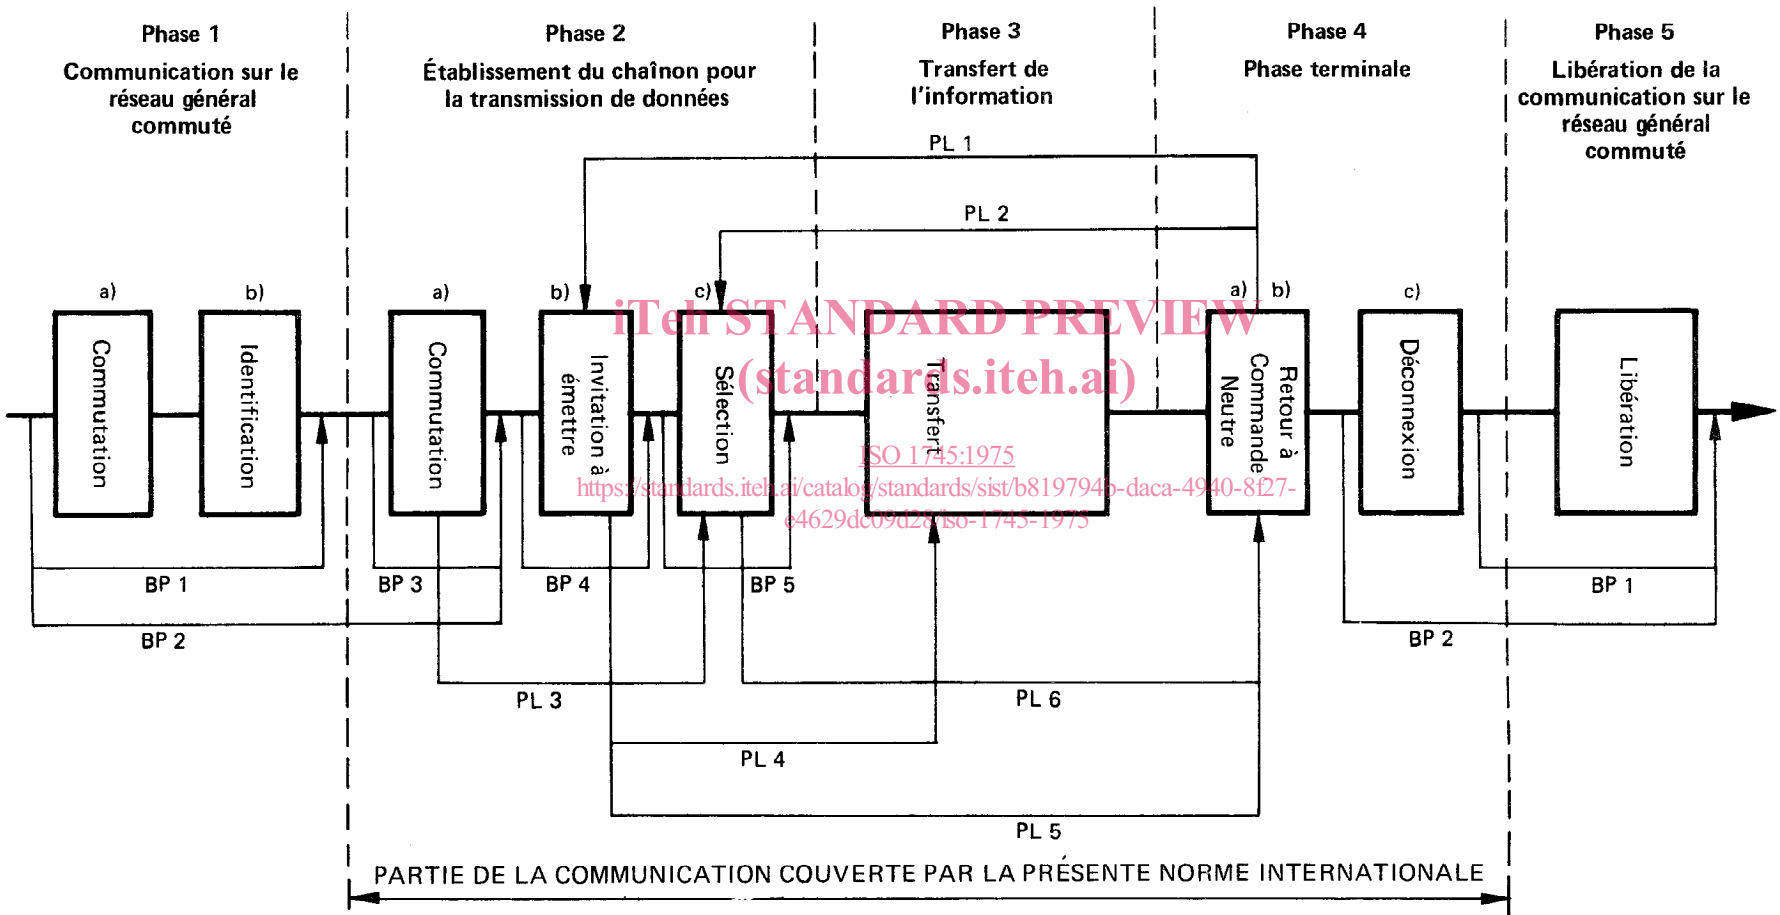 Phase 1
Communication sur le
réseau général
commuté
Phase 2
Établissement du chaînon pour
la transmission de données
Phase 3
Transfert de
l'information
Phase 4
Phase terminale
Phase 5
Libération de la
communication sur le
réseau général
commuté
PL 1
PL 2
a)
b)
a)
b)
c)
a)
b)
c)
Commutation
Identification
Commutation
Invitation à
émettre
Sélection
Transfert
Retour à
Commande
Neutre
Déconnexion
Libération
iTeh STANDARD PREVIEW
(standards.iteh.ai)
ISO 1745:1975
https://standards.iteh.ai/catalog/standards/sist/b819794b-daca-4940-8f27-
e4629dc09d28/iso-1745-1975
BP 1
BP 3
BP 4
BP 5
BP 1
BP 2
BP 2
PL 3
PL 6
PL 4
PL 5
PARTIE DE LA COMMUNICATION COUVERTE PAR LA PRÉSENTE NORME INTERNATIONALE